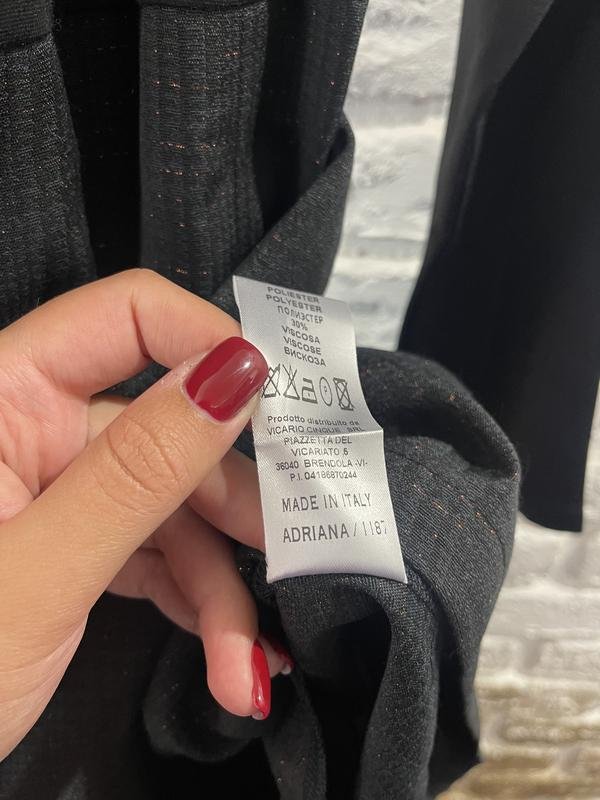 POLIESTER
POLYESTER
ПОЛИЭСТЕР
30%
VISCOSA
VISCOSE
ВИСКОЗА
Prodotto distribuito da
VICARIO CINQUE SRL
PIAZZETTA DEL
VICARIATO 5
36040 BRENDOLA -VI-
P.I. 04186870244
MADE IN ITALY
ADRIANA / 1187